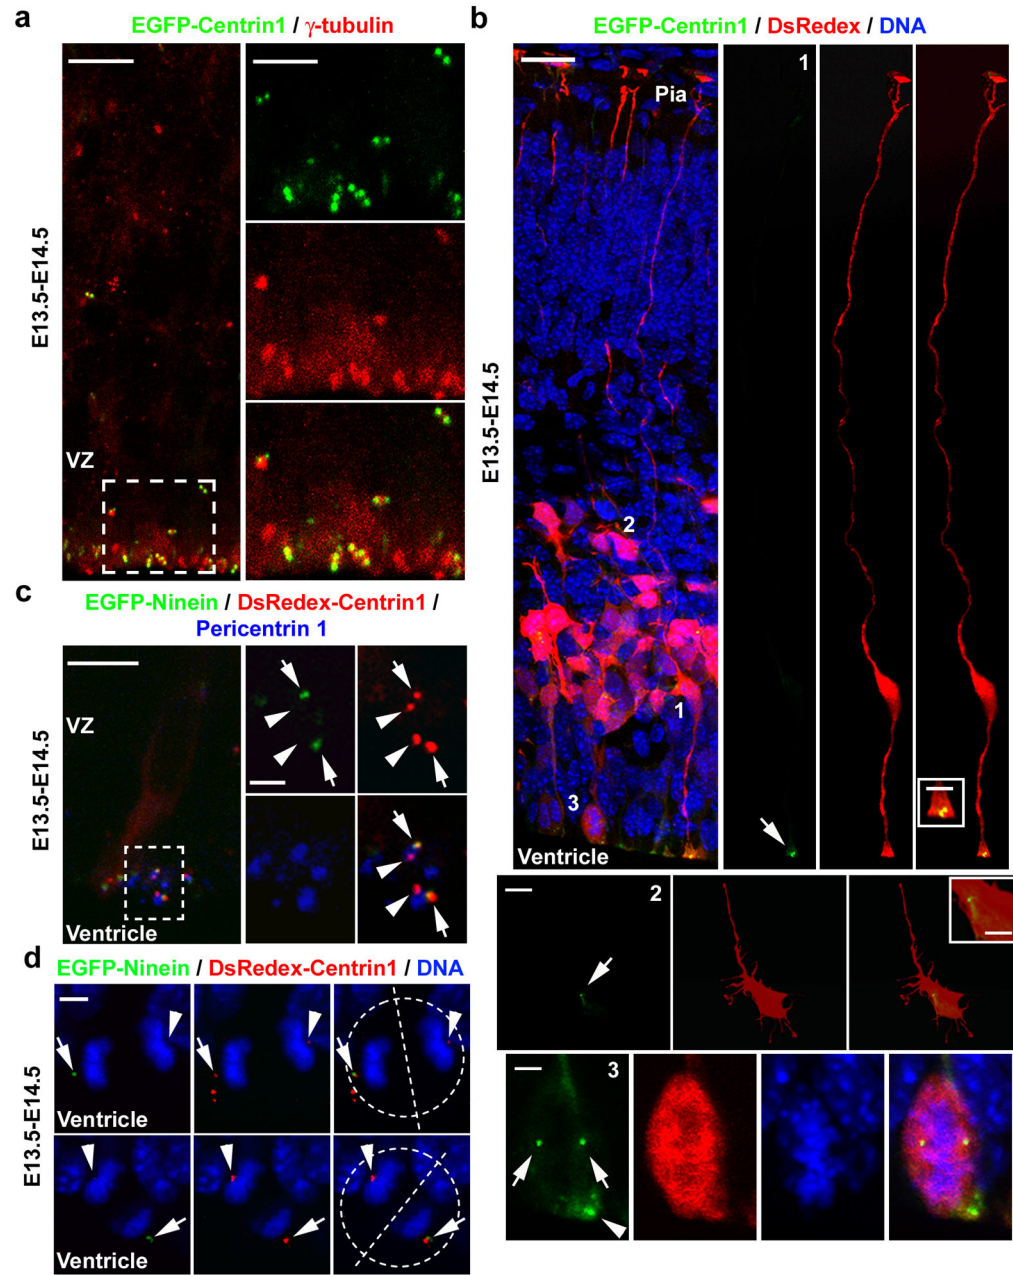 a
EGFP-Centrin1 / γ-tubulin
E13.5-E14.5
VZ
b
EGFP-Centrin1 / DsRedex / DNA
E13.5-E14.5
Pia
1
2
1
3
Ventricle
2
3
c
EGFP-Ninein / DsRedex-Centrin1 /
Pericentrin 1
E13.5-E14.5
VZ
Ventricle
d
EGFP-Ninein / DsRedex-Centrin1 / DNA
E13.5-E14.5
Ventricle
Ventricle